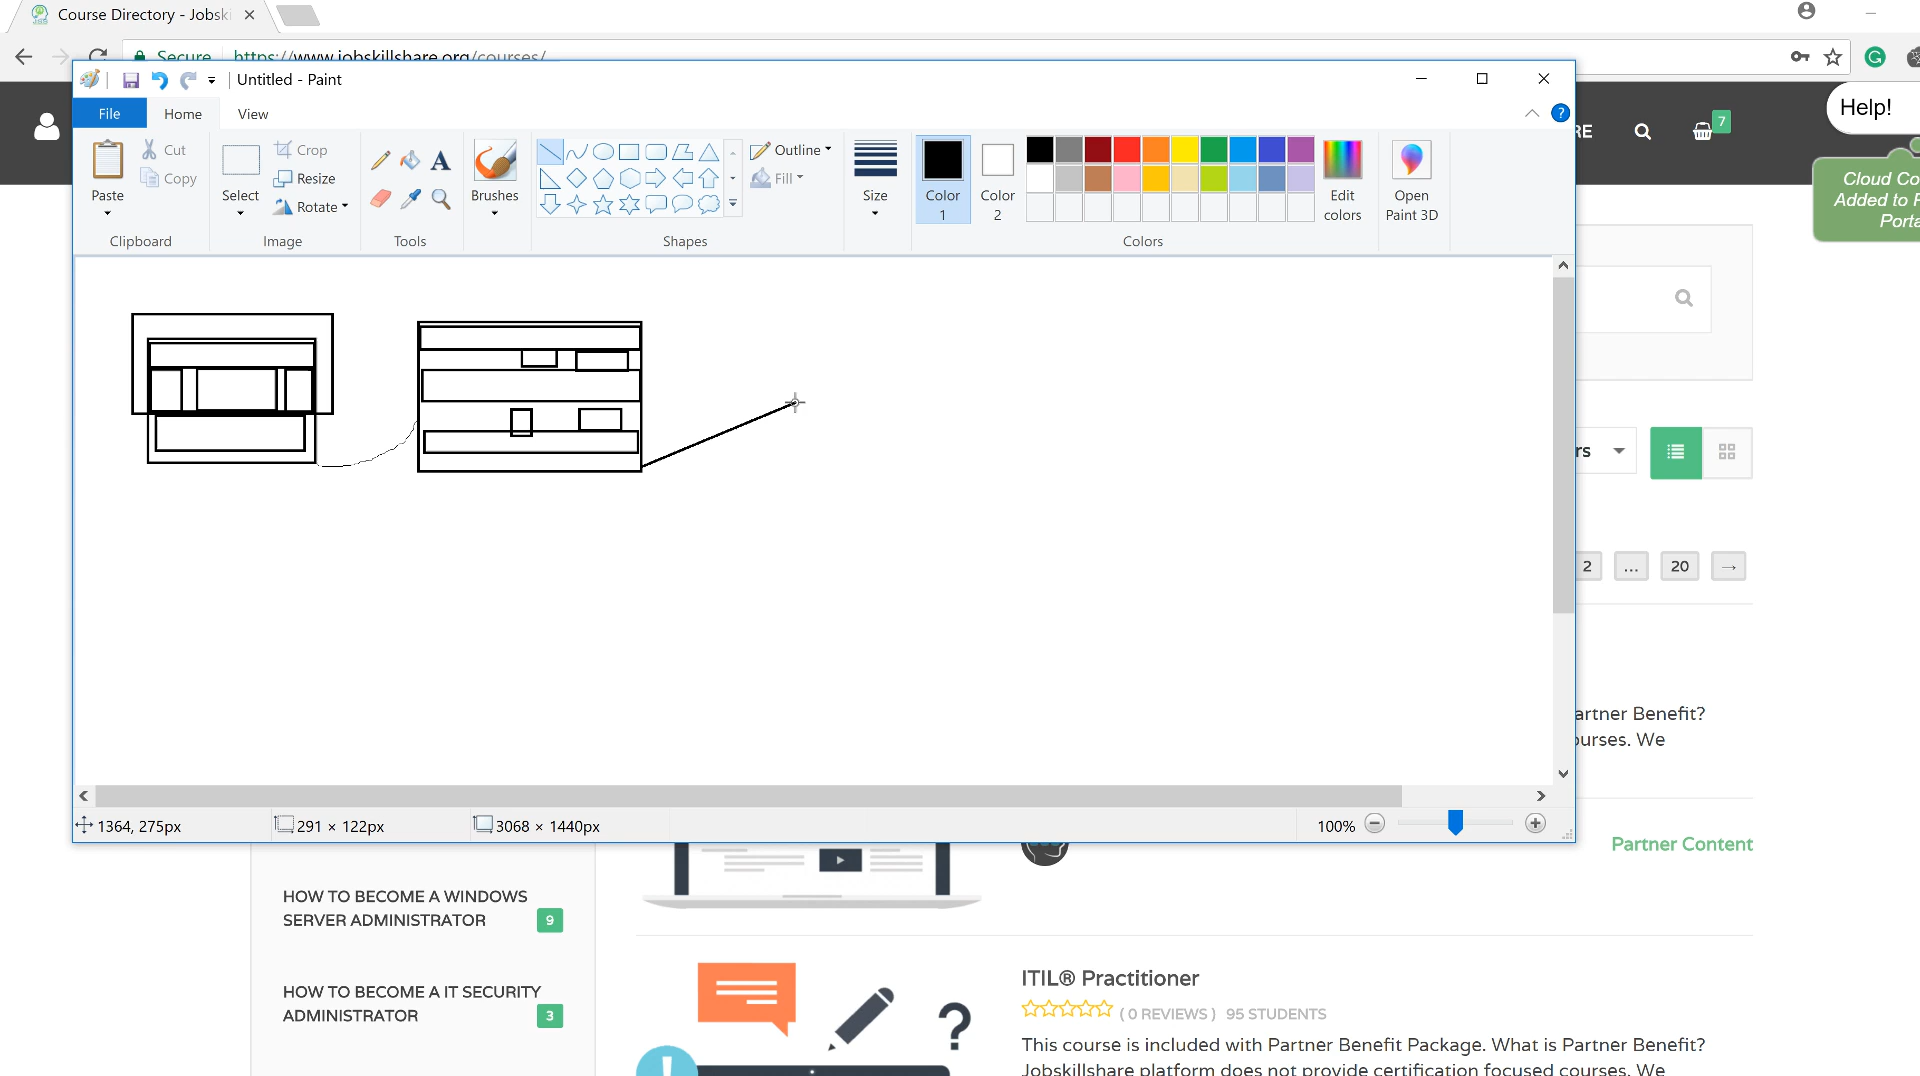 Course Directory - Jobski
Secure https://www.jobskillshare.org/courses/
Untitled - Paint
File Home View
Help!
RE 7
Paste
Cut
Copy
Clipboard
Select
Crop
Resize
Rotate
Image
Tools
Brushes
Shapes
Outline
Fill
Size
Color 1
Color 2
Colors
Edit colors
Open Paint 3D
Cloud Co
Added to P
Porta
rs
2 ... 20 →
1364, 275px
291 × 122px
3068 × 1440px
100%
artner Benefit?
ourses. We
Partner Content
HOW TO BECOME A WINDOWS
SERVER ADMINISTRATOR 9
HOW TO BECOME A IT SECURITY
ADMINISTRATOR 3
ITIL® Practitioner
( 0 REVIEWS ) 95 STUDENTS
This course is included with Partner Benefit Package. What is Partner Benefit?
Jobskillshare platform does not provide certification focused courses. We